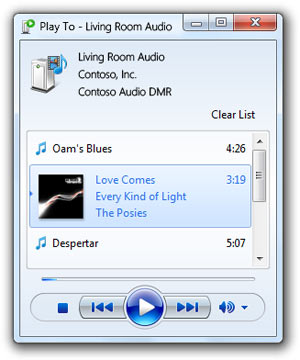 Play To - Living Room Audio
Living Room Audio
Contoso, Inc.
Contoso Audio DMR
Clear List
Oam's Blues 4:26
Love Comes 3:19
Every Kind of Light
The Posies
Despertar 5:07